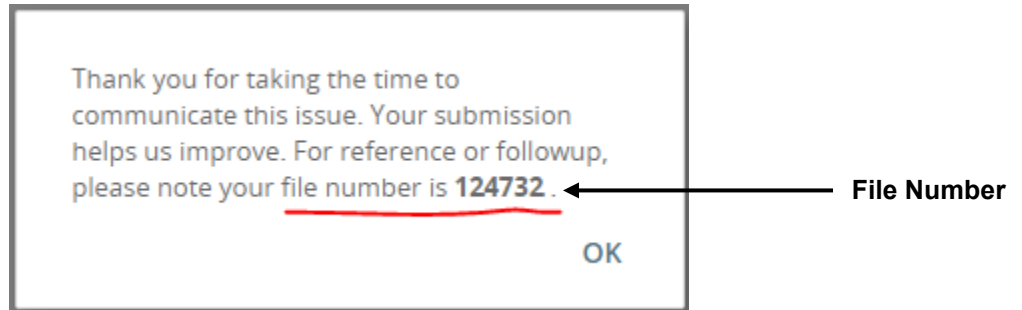 Thank you for taking the time to
communicate this issue. Your submission
helps us improve. For reference or followup,
please note your file number is 124732 .
File Number
OK